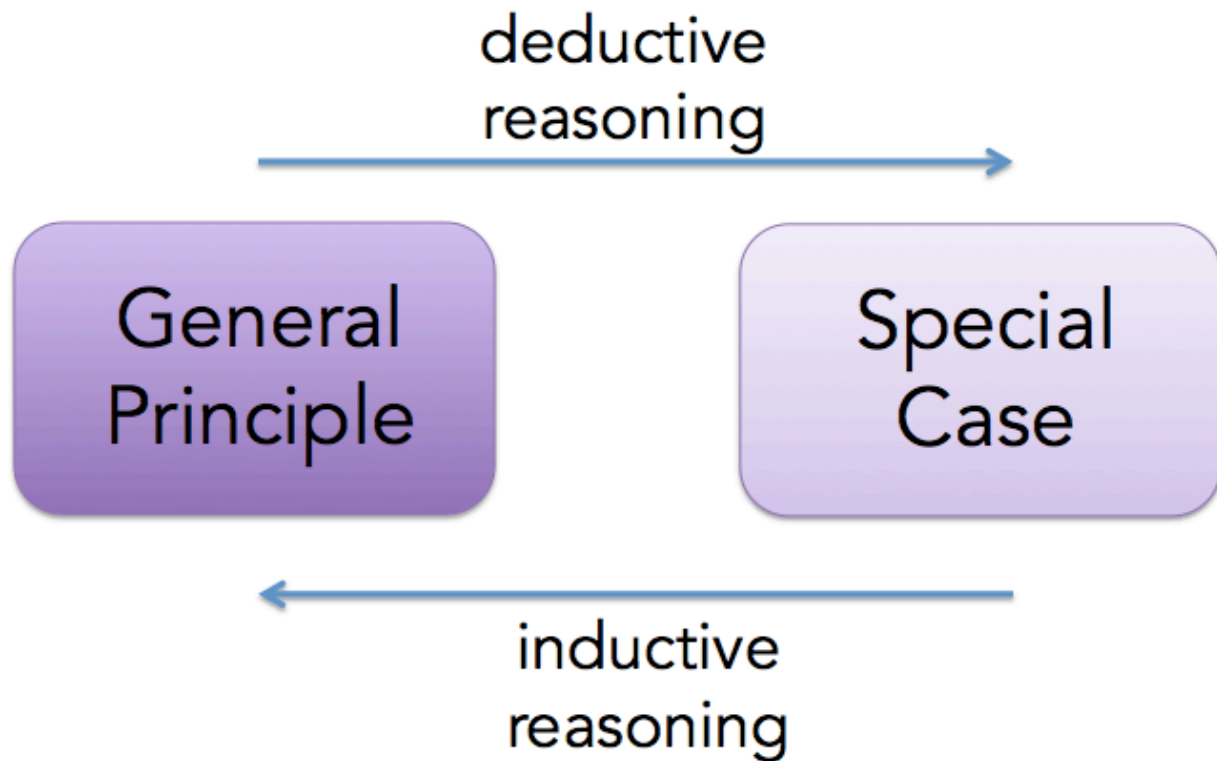 deductive
reasoning
General
Principle
Special
Case
inductive
reasoning